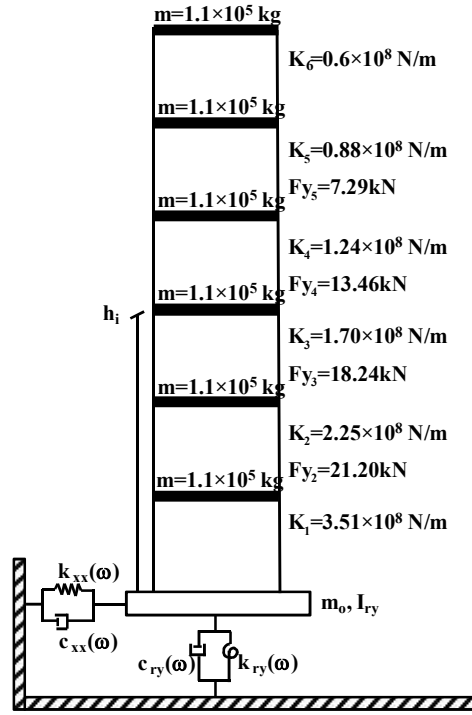 m=1.1×10⁵ kg
K₆=0.6×10⁸ N/m
m=1.1×10⁵ kg
K₅=0.88×10⁸ N/m
Fy₅=7.29kN
m=1.1×10⁵ kg
K₄=1.24×10⁸ N/m
Fy₄=13.46kN
m=1.1×10⁵ kg
hᵢ
K₃=1.70×10⁸ N/m
Fy₃=18.24kN
m=1.1×10⁵ kg
K₂=2.25×10⁸ N/m
Fy₂=21.20kN
m=1.1×10⁵ kg
K₁=3.51×10⁸ N/m
kₓₓ(ω)
mₒ, I_ry
cₓₓ(ω)
c_ry(ω) k_ry(ω)